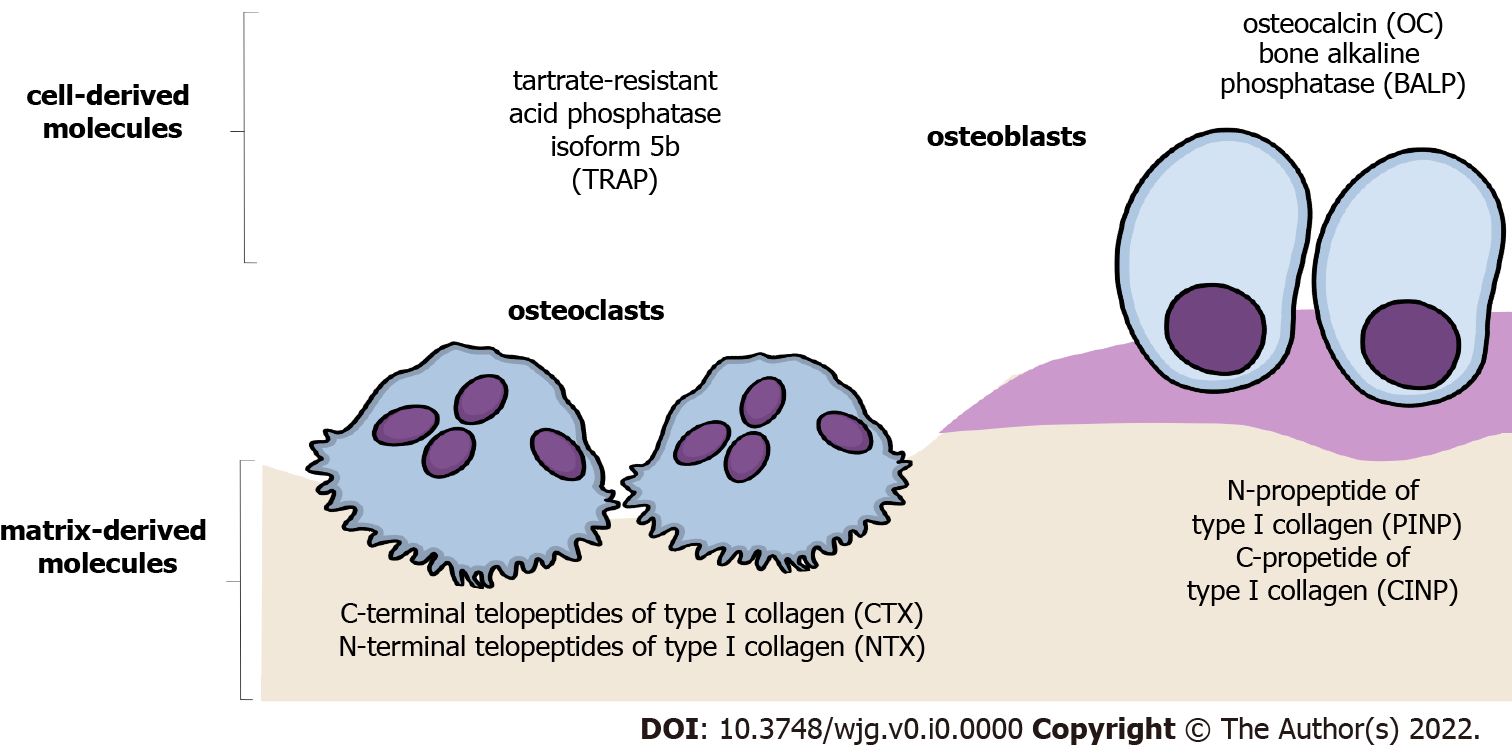 cell-derived
molecules
tartrate-resistant
acid phosphatase
isoform 5b
(TRAP)
osteocalcin (OC)
bone alkaline
phosphatase (BALP)
osteoblasts
osteoclasts
matrix-derived
molecules
C-terminal telopeptides of type I collagen (CTX)
N-terminal telopeptides of type I collagen (NTX)
N-propeptide of
type I collagen (PINP)
C-propetide of
type I collagen (CINP)
DOI: 10.3748/wjg.v0.i0.0000 Copyright © The Author(s) 2022.